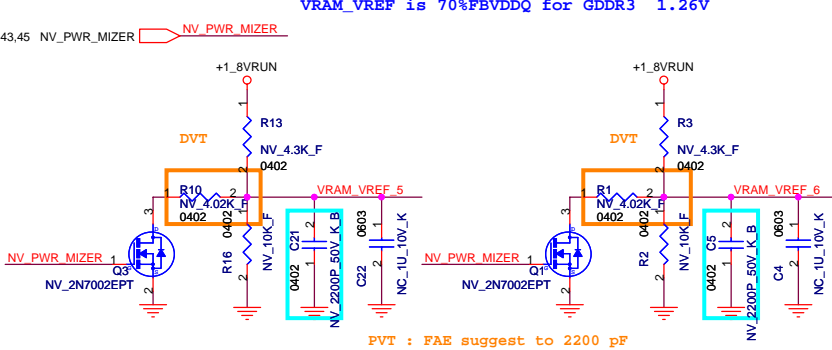 VRAM_VREF is 70%FBVDDQ for GDDR3 1.26V
43,45 NV_PWR_MIZER
NV_PWR_MIZER
+1_8VRUN
1
R13
NV_4.3K_F
0402
2
DVT
1
R10
2
NV_4.02K_F
0402
VRAM_VREF_5
3
NV_PWR_MIZER
1
Q3
NV_2N7002EPT
2
1
R16
0402
NV_10K_F
2
2
C21
0402
1
NV_2200P_50V_K_B
0603
2
1
C22
NC_1U_10V_K
+1_8VRUN
1
R3
NV_4.3K_F
0402
2
DVT
1
R1
2
NV_4.02K_F
0402
VRAM_VREF_6
3
NV_PWR_MIZER
1
Q1
NV_2N7002EPT
2
1
R2
0402
NV_10K_F
2
2
C5
0402
1
NV_2200P_50V_K_B
0603
2
1
C4
NC_1U_10V_K
PVT : FAE suggest to 2200 pF